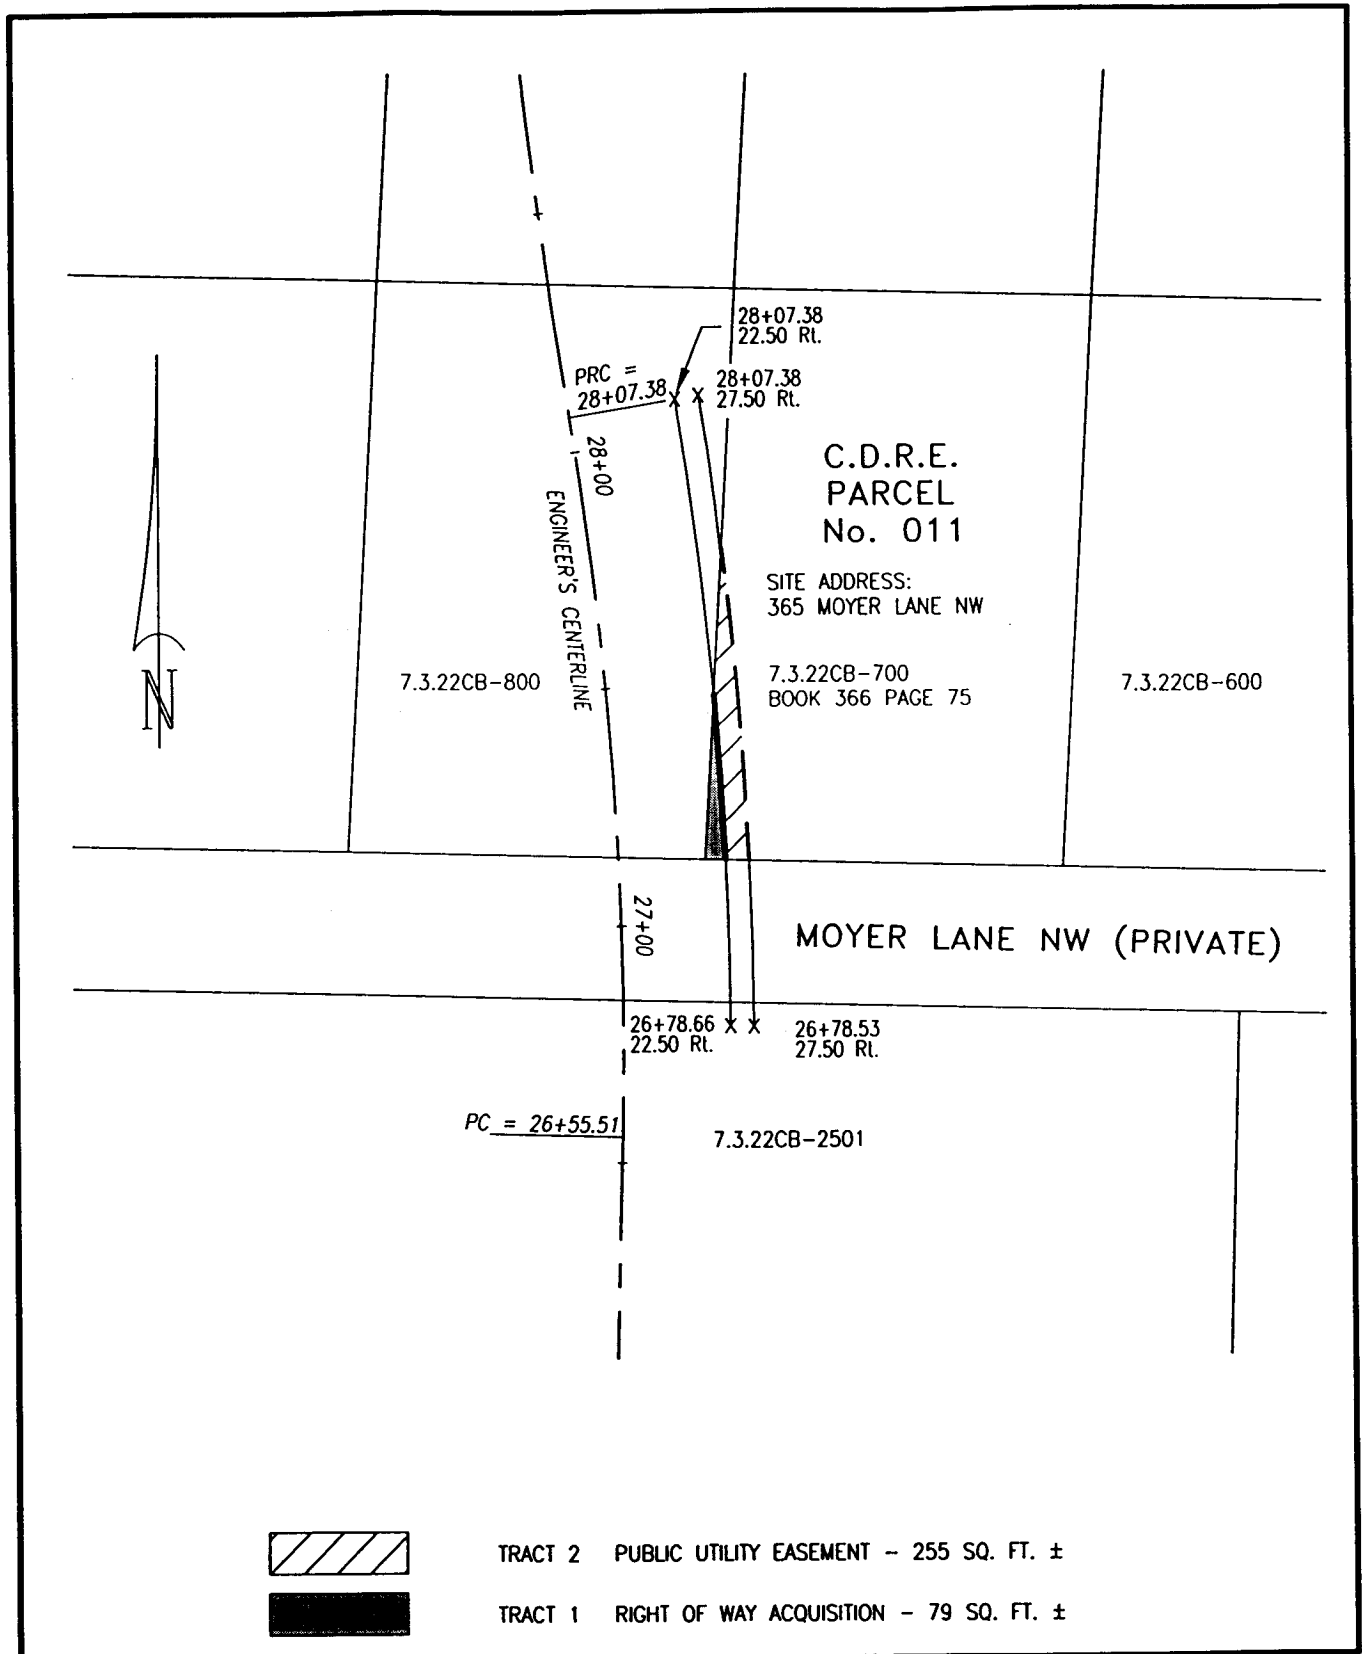 28+07.38
22.50 Rt.
PRC =
28+07.38
28+07.38
27.50 Rt.
28+00
ENGINEER'S CENTERLINE
C.D.R.E.
PARCEL
No. 011
SITE ADDRESS:
365 MOYER LANE NW
7.3.22CB-800
7.3.22CB-700
BOOK 366 PAGE 75
7.3.22CB-600
N
27+00
MOYER LANE NW (PRIVATE)
26+78.66
22.50 Rt.
26+78.53
27.50 Rt.
PC = 26+55.51
7.3.22CB-2501
TRACT 2 PUBLIC UTILITY EASEMENT - 255 SQ. FT. ±
TRACT 1 RIGHT OF WAY ACQUISITION - 79 SQ. FT. ±